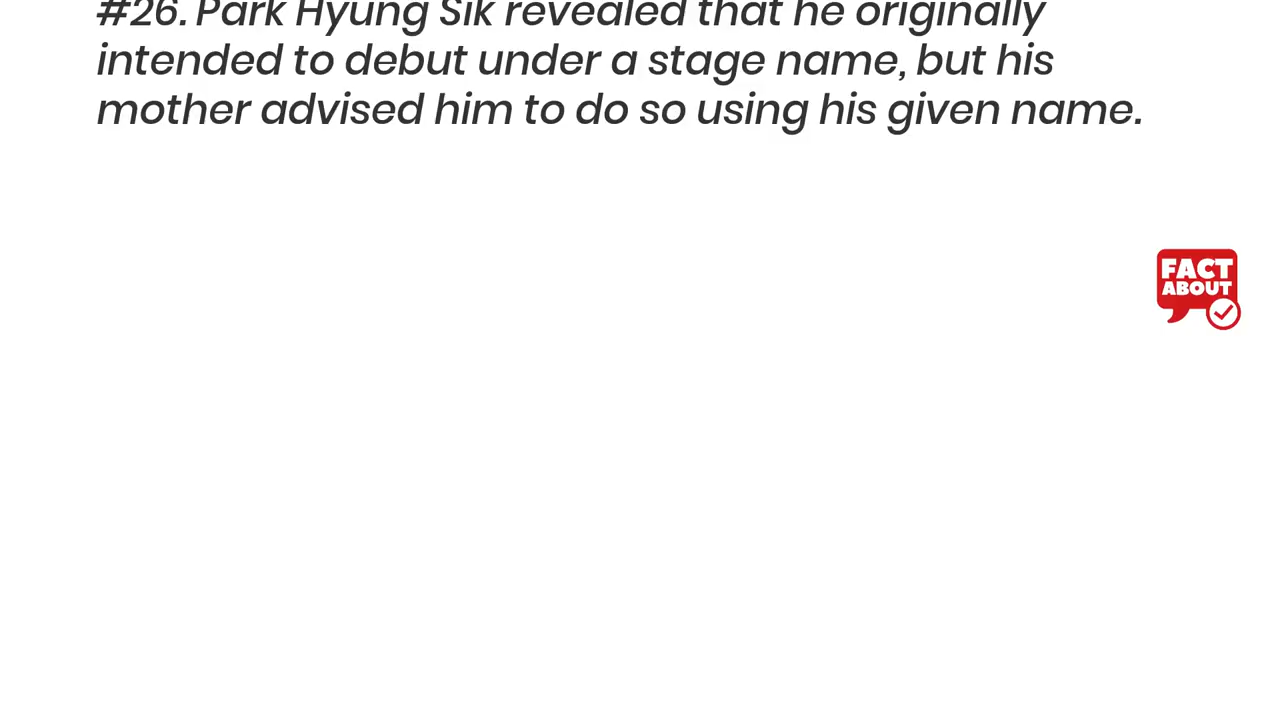 #26. Park Hyung Sik revealed that he originally
intended to debut under a stage name, but his
mother advised him to do so using his given name.
FACT
ABOUT